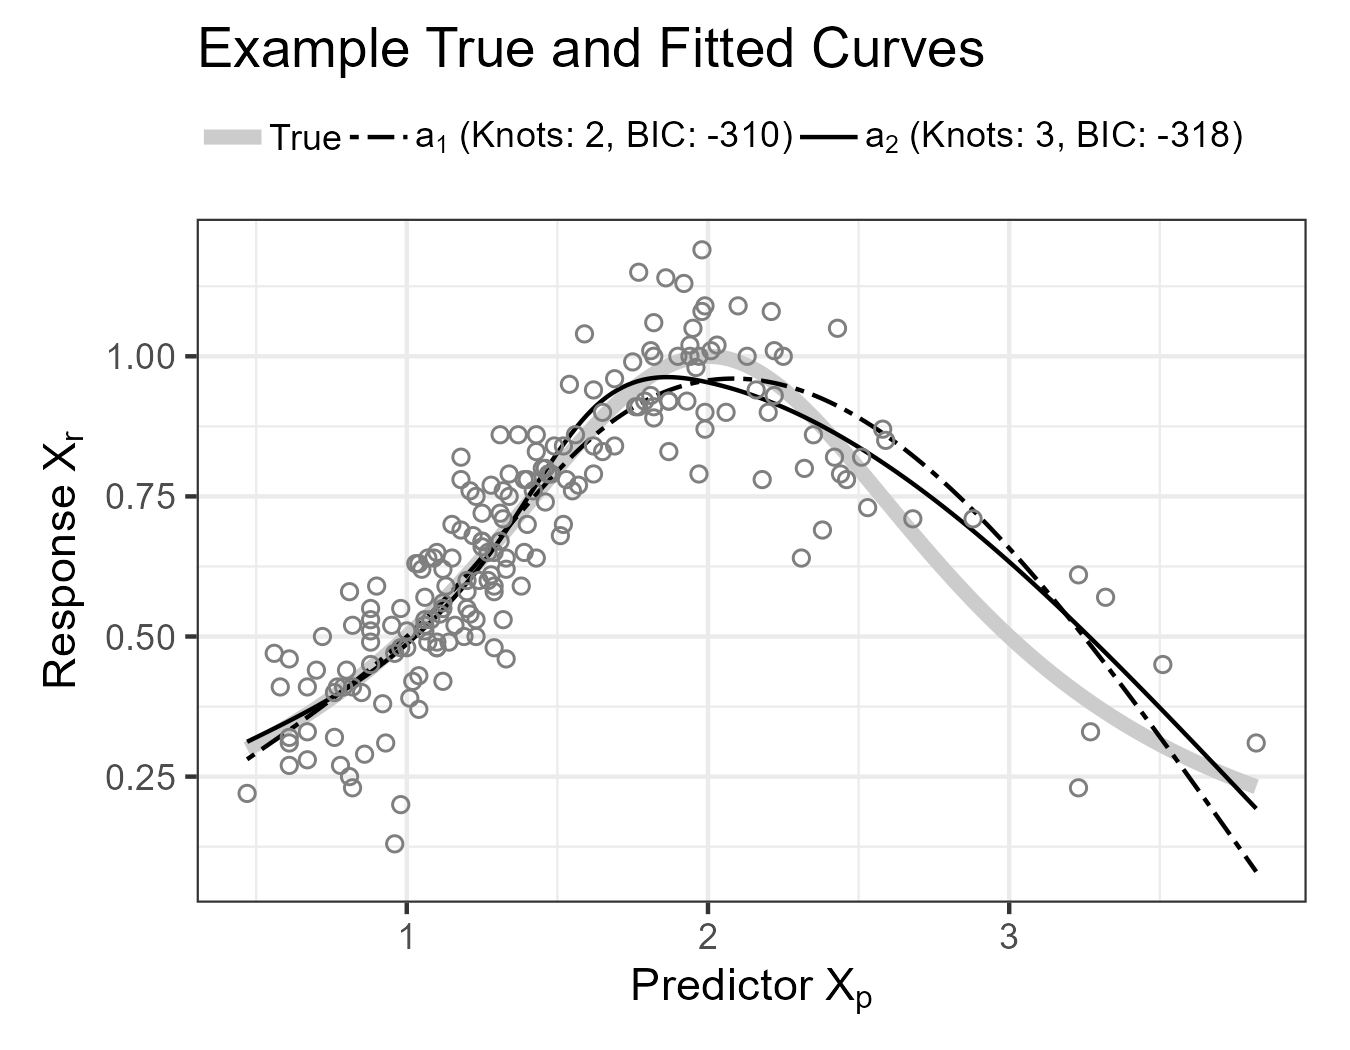 Example True and Fitted Curves
True a₁ (Knots: 2, BIC: -310) a₂ (Knots: 3, BIC: -318)
1.00
0.75
0.50
0.25
Response Xᵣ
1 2 3
Predictor Xₚ